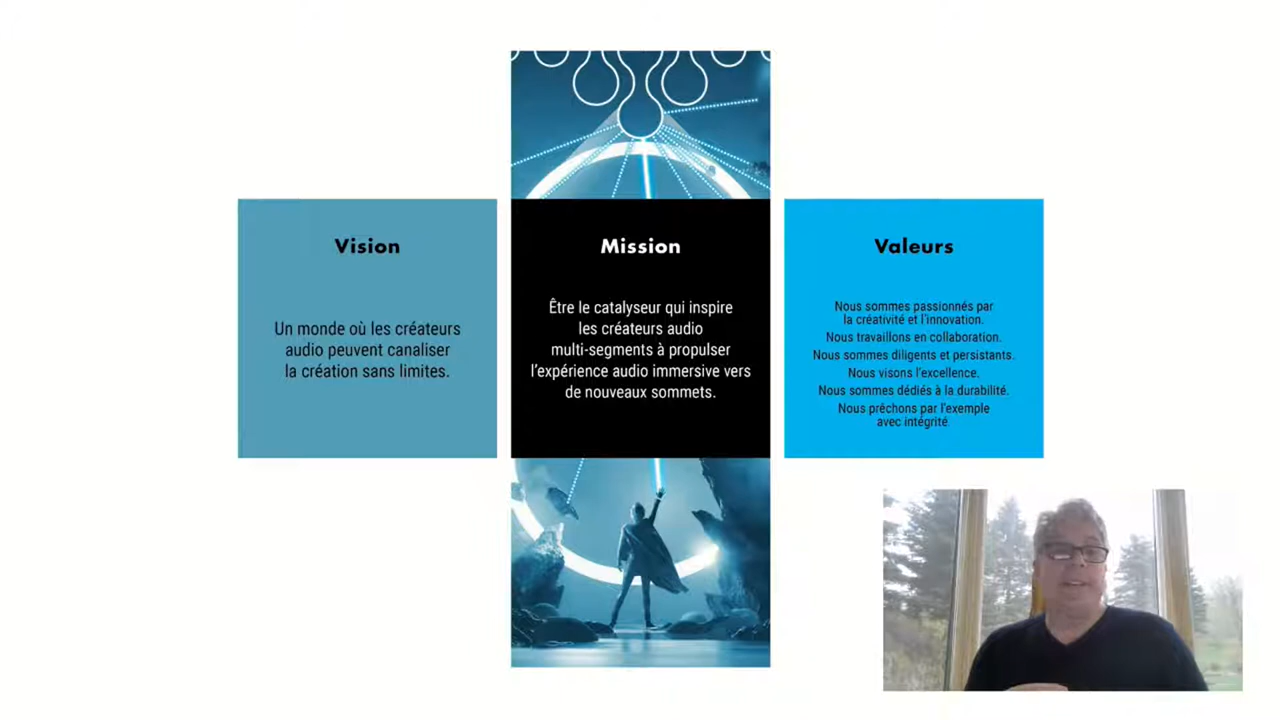 Vision
Un monde où les créateurs
audio peuvent canaliser
la création sans limites.
Mission
Être le catalyseur qui inspire
les créateurs audio
multi-segments à propulser
l'expérience audio immersive vers
de nouveaux sommets.
Valeurs
Nous sommes passionnés par
la créativité et l'innovation.
Nous travaillons en collaboration.
Nous sommes diligents et persistants.
Nous visons l'excellence.
Nous sommes dédiés à la durabilité.
Nous prêchons par l'exemple
avec intégrité.